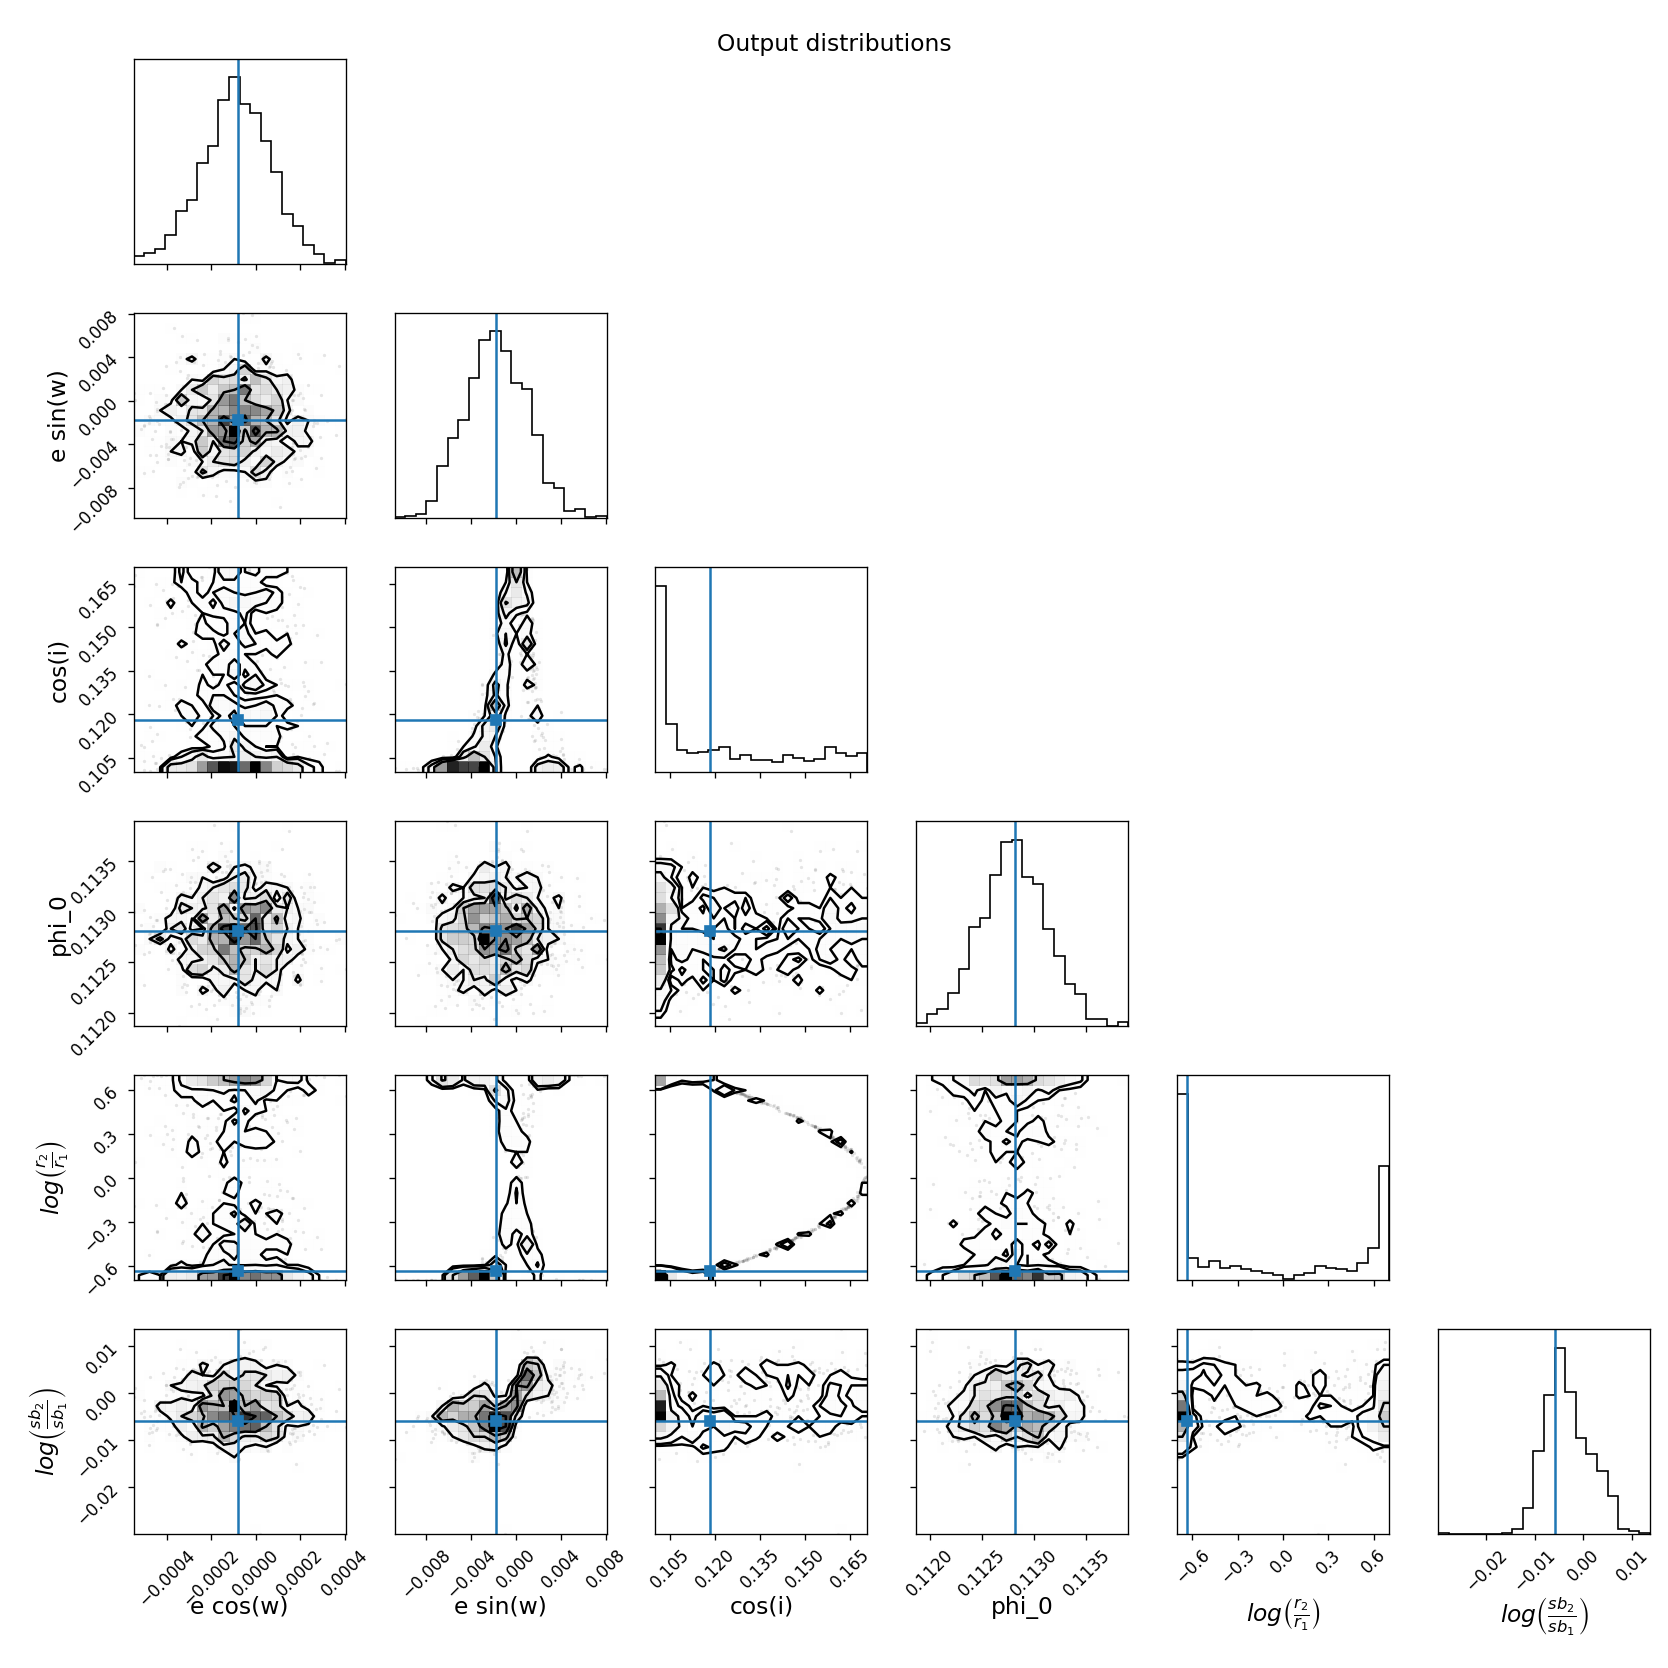 Output distributions
0.008
0.004
0.000
−0.004
−0.008
e sin(w)
0.165
0.150
0.135
0.120
0.105
cos(i)
0.1135
0.1130
0.1125
0.1120
phi_0
0.6
0.3
0.0
−0.3
−0.6
log(r2/r1)
0.01
0.00
−0.01
−0.02
log(sb2/sb1)
−0.0004 −0.0002 0.0000 0.0002 0.0004 −0.008 −0.004 0.000 0.004 0.008 0.105 0.120 0.135 0.150 0.165 0.1120 0.1125 0.1130 0.1135 −0.6 −0.3 0.0 0.3 0.6 −0.02 −0.01 0.00 0.01
e cos(w) e sin(w) cos(i) phi_0 log(r2/r1) log(sb2/sb1)